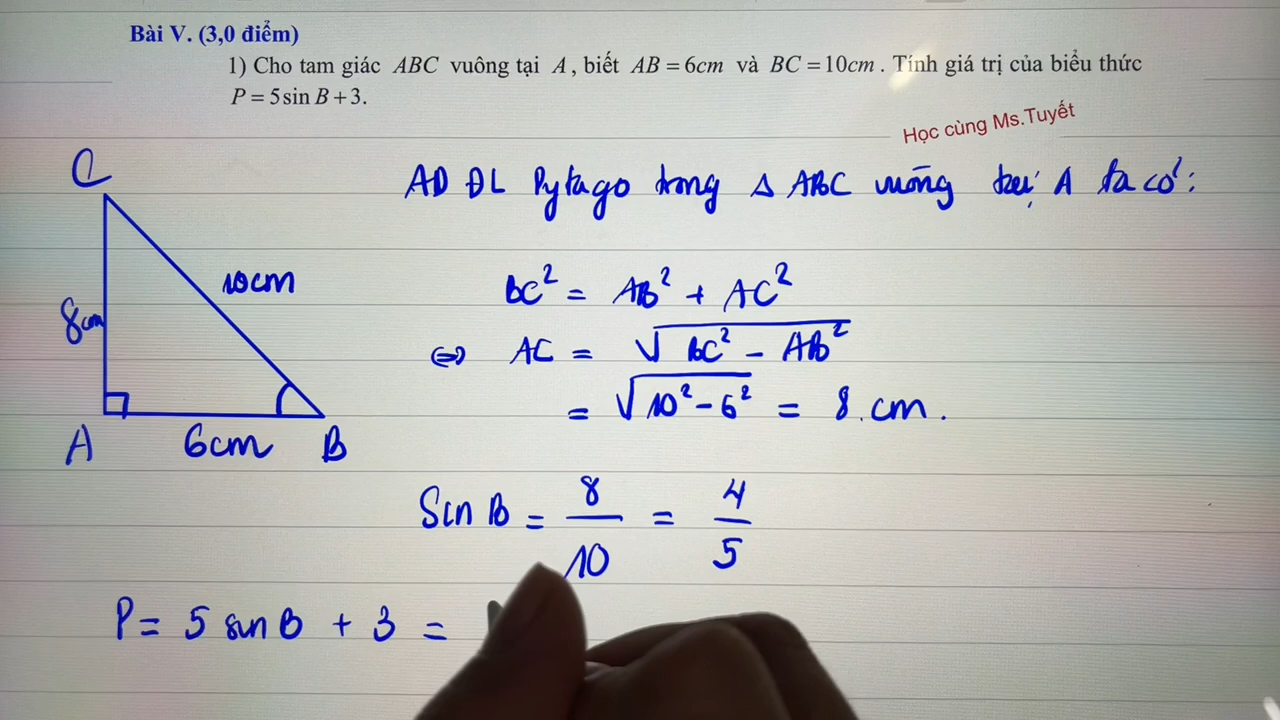 Bài V. (3,0 điểm)
1) Cho tam giác ABC vuông tại A, biết AB = 6cm và BC = 10cm. Tính giá trị của biểu thức
P = 5sin B + 3.
Học cùng Ms.Tuyết
C
10cm
8cm
A
6cm
B
AD ĐL Pytago trong Δ ABC vuông tại A ta có:
BC² = AB² + AC²
⇔ AC = √BC² - AB²
= √10² - 6² = 8 cm.
Sin B = 8/10 = 4/5
P = 5 sin B + 3 =